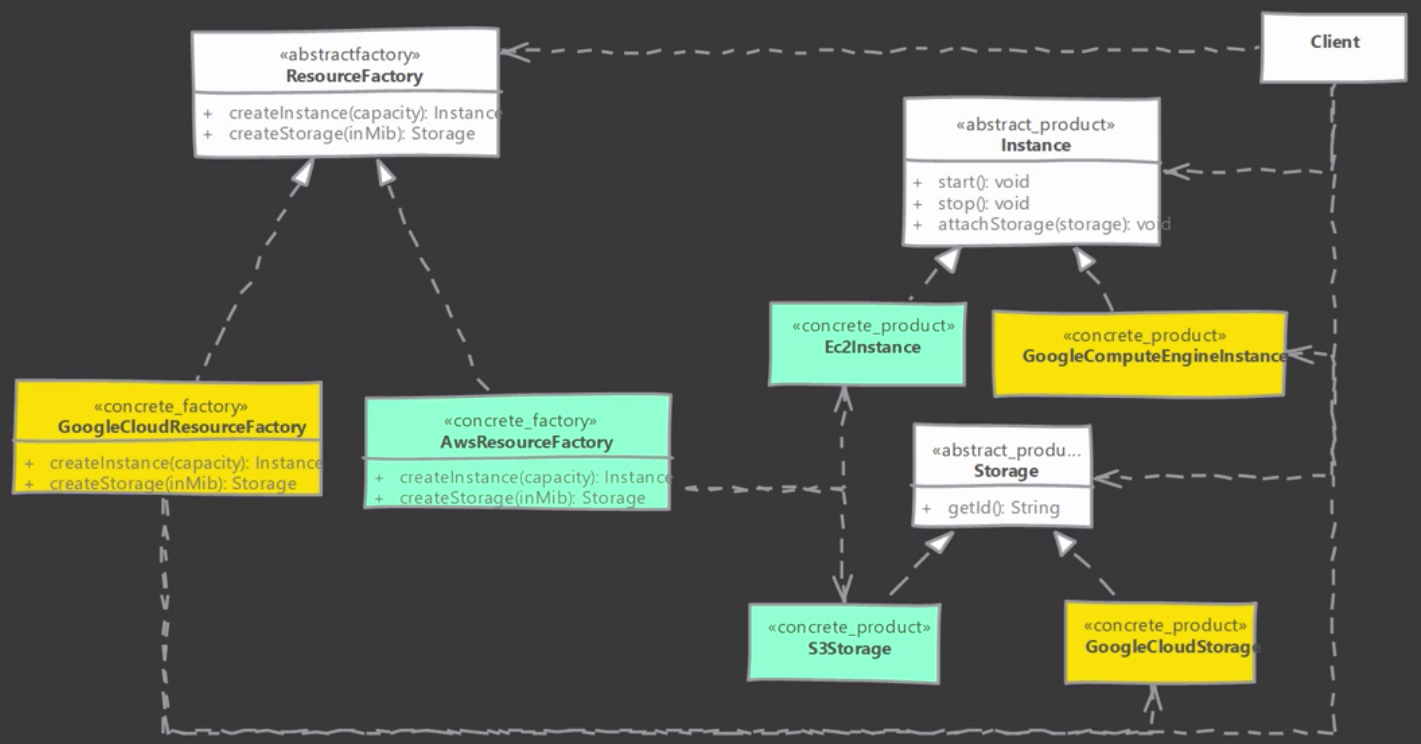 «abstractfactory»
ResourceFactory
+ createInstance(capacity): Instance
+ createStorage(inMib): Storage
Client
«abstract_product»
Instance
+ start(): void
+ stop(): void
+ attachStorage(storage): void
«concrete_product»
Ec2Instance
«concrete_product»
GoogleComputeEngineInstance
«concrete_factory»
GoogleCloudResourceFactory
+ createInstance(capacity): Instance
+ createStorage(inMib): Storage
«concrete_factory»
AwsResourceFactory
+ createInstance(capacity): Instance
+ createStorage(inMib): Storage
«abstract_produ...
Storage
+ getId(): String
«concrete_product»
S3Storage
«concrete_product»
GoogleCloudStorage